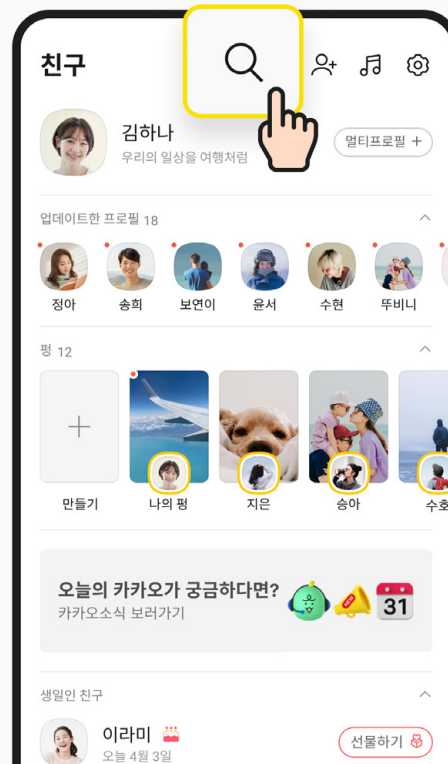 친구
김하나
우리의 일상을 여행처럼
멀티프로필 +
업데이트한 프로필 18
정아 송희 보연이 윤서 수현 뚜비니
펑 12
만들기 나의 펑 지은 승아 수호
오늘의 카카오가 궁금하다면?
카카오소식 보러가기
31
생일인 친구
이라미
오늘 4월 3일
선물하기